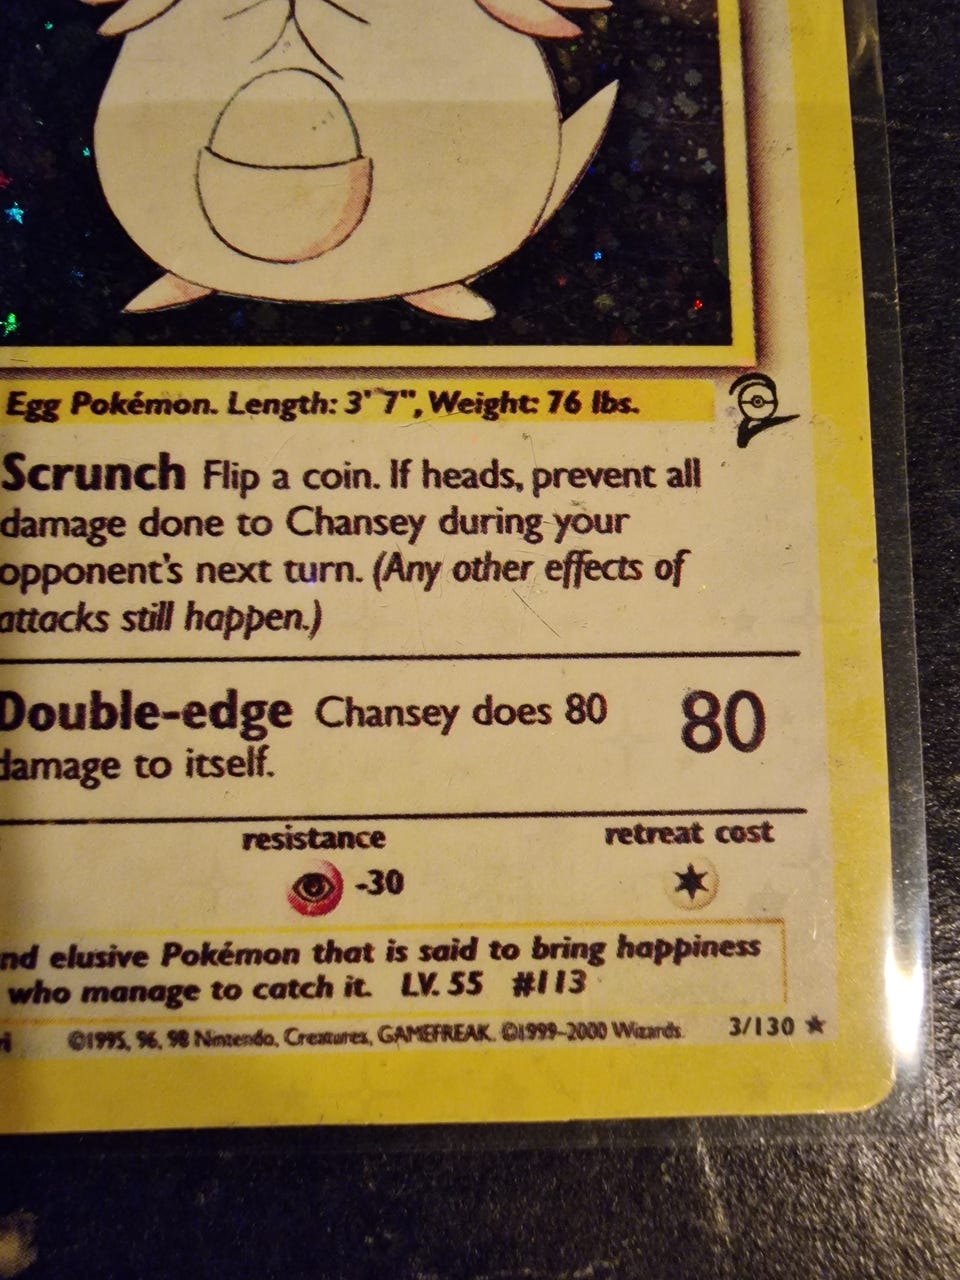 Egg Pokémon. Length: 3' 7", Weight: 76 lbs.
Scrunch Flip a coin. If heads, prevent all
damage done to Chansey during your
opponent's next turn. (Any other effects of
attacks still happen.)
Double-edge Chansey does 80 80
damage to itself.
resistance retreat cost
-30
nd elusive Pokémon that is said to bring happiness
who manage to catch it. LV. 55 #113
ri ©1995, 96, 98 Nintendo, Creatures, GAMEFREAK. ©1999–2000 Wizards. 3/130 ★